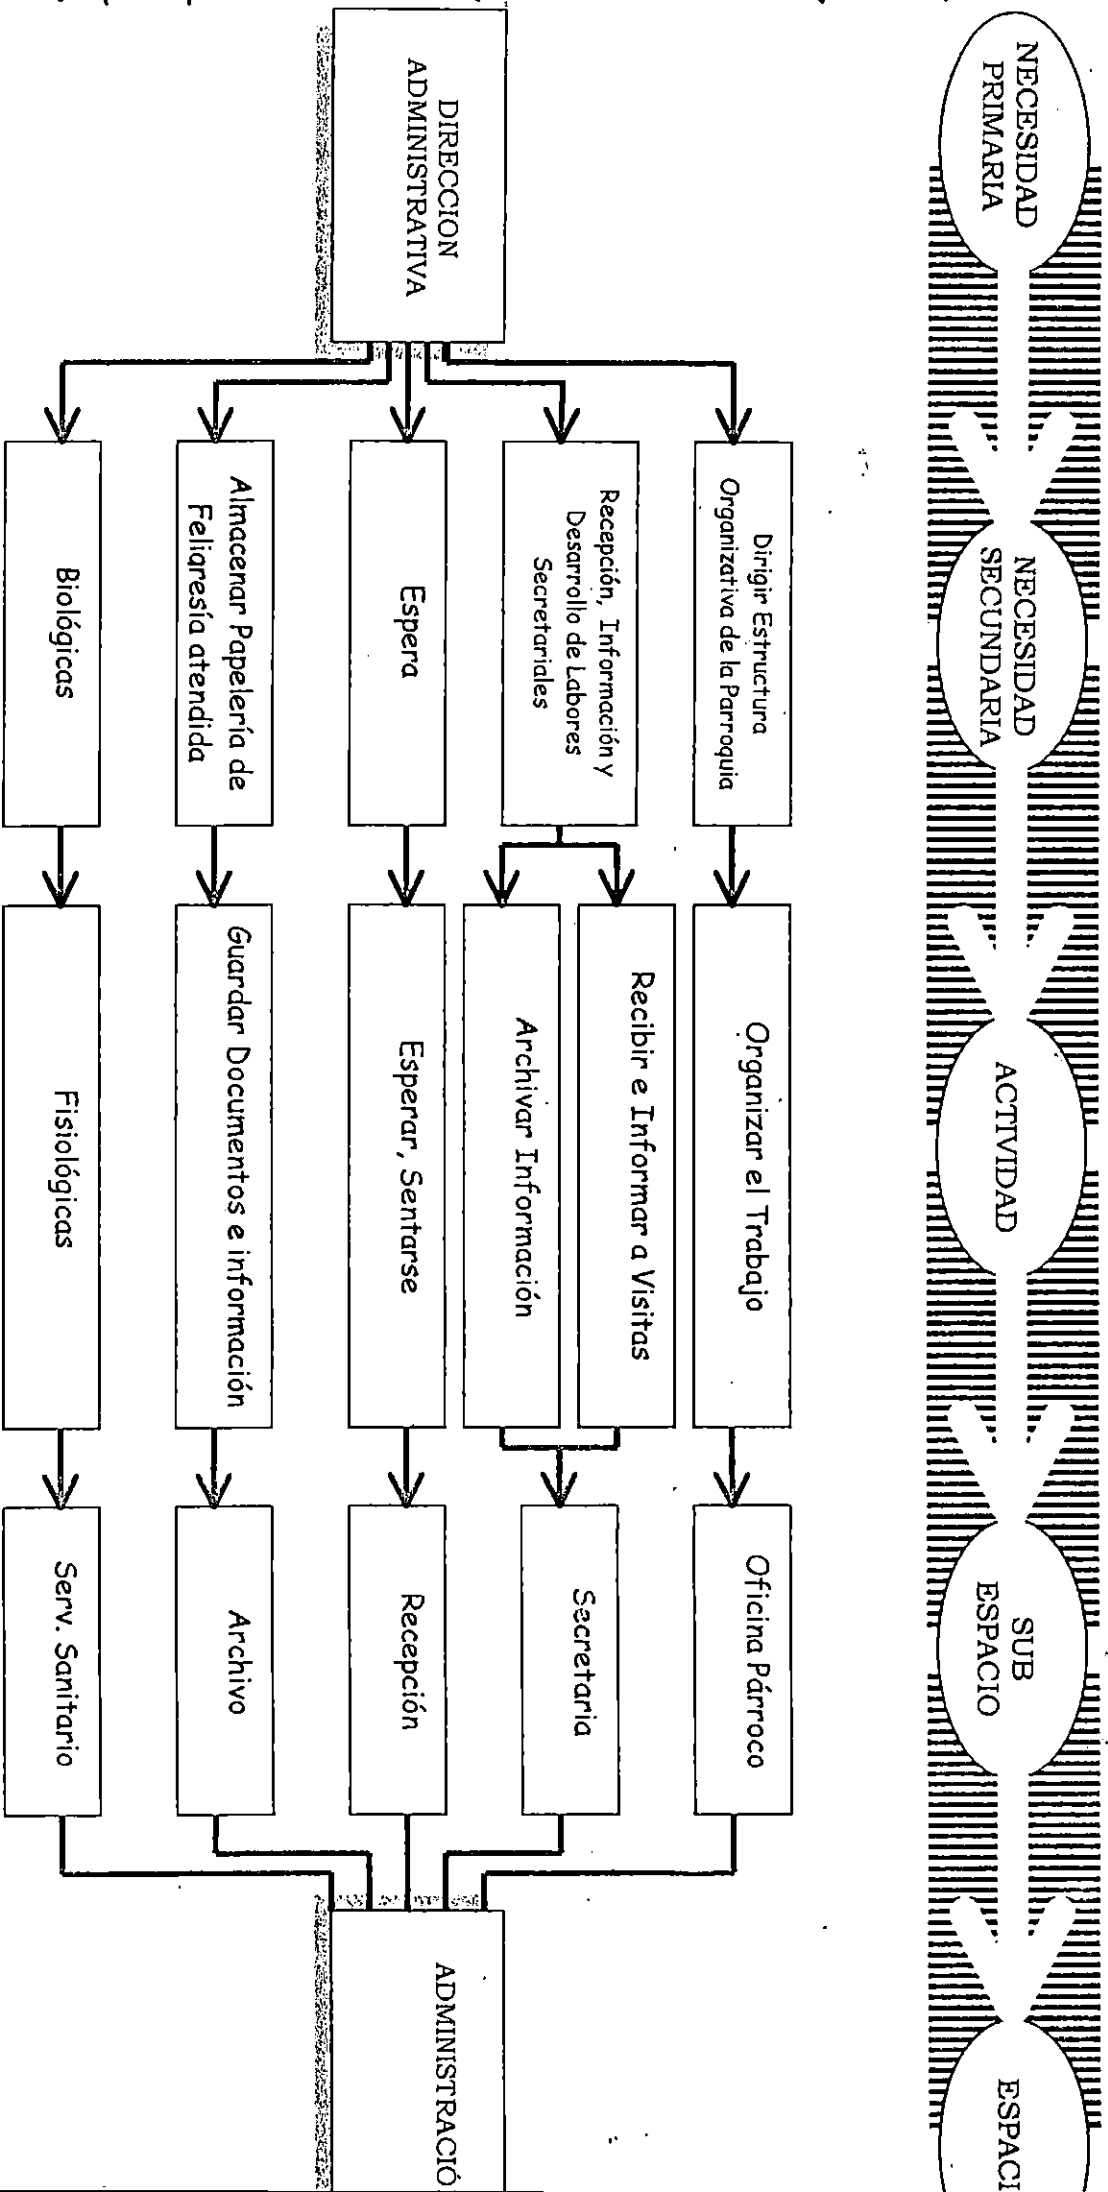 NECESIDAD
PRIMARIA
NECESIDAD
SECUNDARIA
ACTIVIDAD
SUB
ESPACIO
ESPACI
DIRECCION
ADMINISTRATIVA
Dirigir Estructura
Organizativa de la Parroquia
Organizar el Trabajo
Oficina Párroco
Recepción, Información y
Desarrollo de Labores
Secretariales
Recibir e Informar a Visitas
Archivar Información
Secretaria
Espera
Esperar, Sentarse
Recepción
Almacenar Papelería de
Feligresía atendida
Guardar Documentos e información
Archivo
Biológicas
Fisiológicas
Serv. Sanitario
ADMINISTRACIÓ